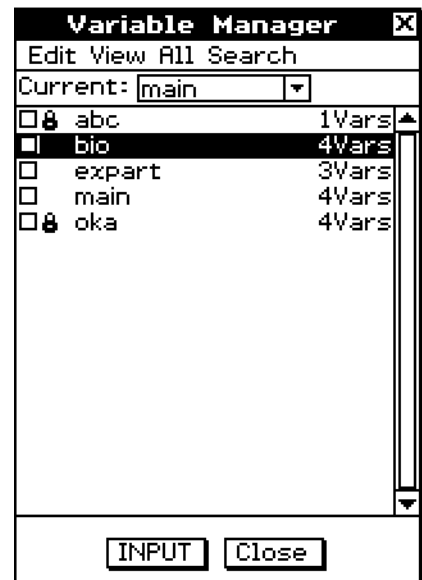 Variable Manager X
Edit View All Search
Current: main
abc 1Vars
bio 4Vars
expart 3Vars
main 4Vars
oka 4Vars
INPUT Close